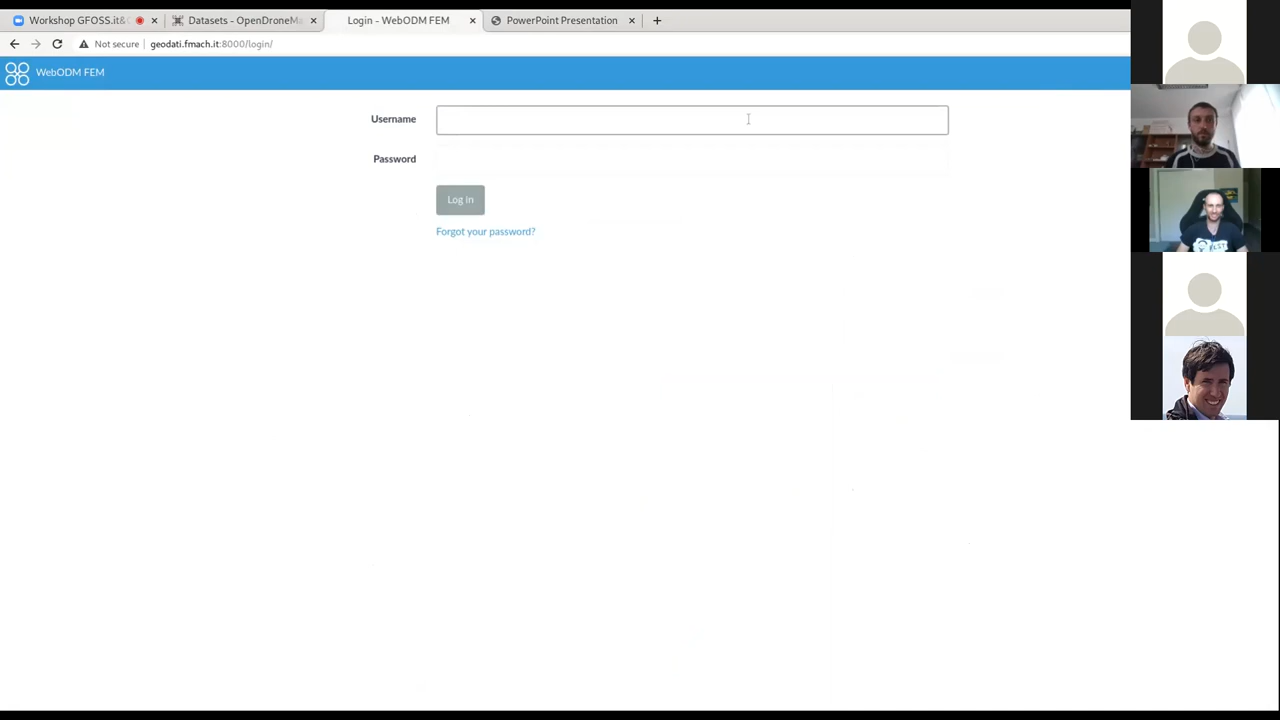 Workshop GFOSS.it&
Datasets - OpenDroneMa
Login - WebODM FEM
PowerPoint Presentation
Not secure
geodati.fmach.it:8000/login/
WebODM FEM
Username
Password
Log in
Forgot your password?